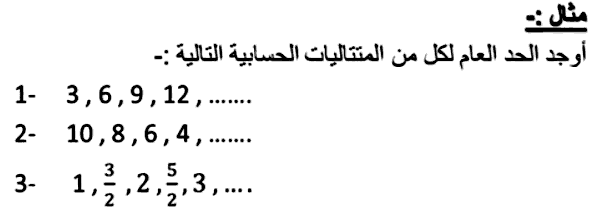 مثال :-
أوجد الحد العام لكل من المتتاليات الحسابية التالية :-
1- 3 , 6 , 9 , 12 , .......
2- 10 , 8 , 6 , 4 , .......
3- 1 , 3/2 , 2 , 5/2 , 3 , ....